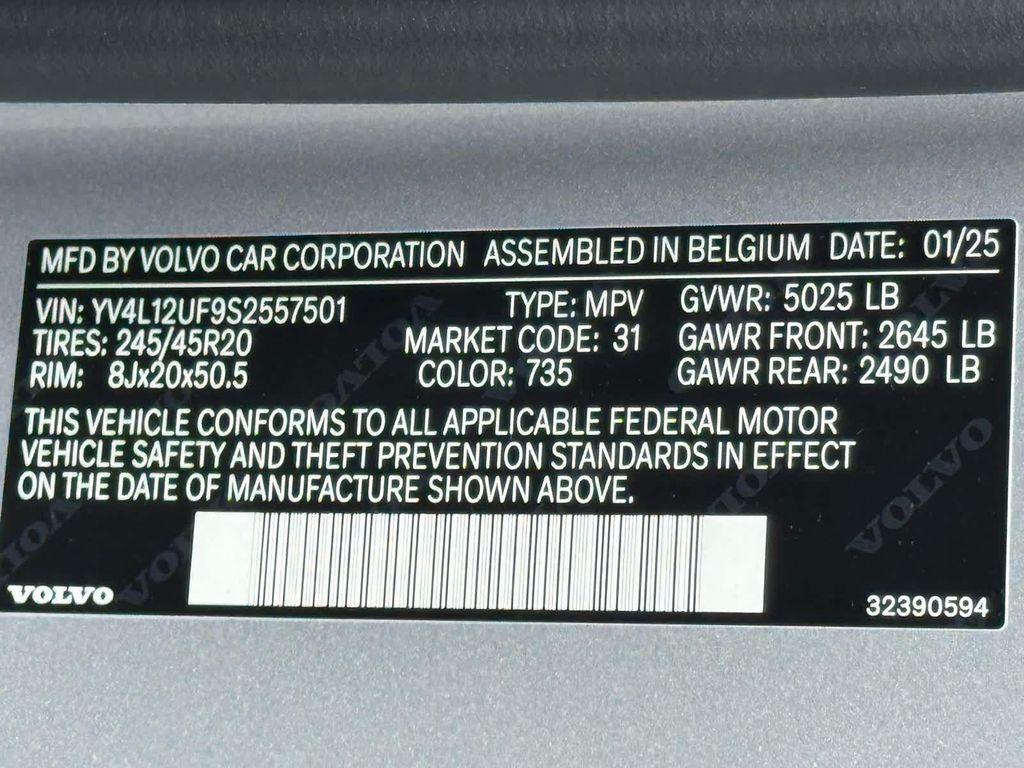 MFD BY VOLVO CAR CORPORATION ASSEMBLED IN BELGIUM DATE: 01/25
VIN: YV4L12UF9S2557501 TYPE: MPV GVWR: 5025 LB
TIRES: 245/45R20 MARKET CODE: 31 GAWR FRONT: 2645 LB
RIM: 8Jx20x50.5 COLOR: 735 GAWR REAR: 2490 LB
THIS VEHICLE CONFORMS TO ALL APPLICABLE FEDERAL MOTOR
VEHICLE SAFETY AND THEFT PREVENTION STANDARDS IN EFFECT
ON THE DATE OF MANUFACTURE SHOWN ABOVE.
VOLVO 32390594